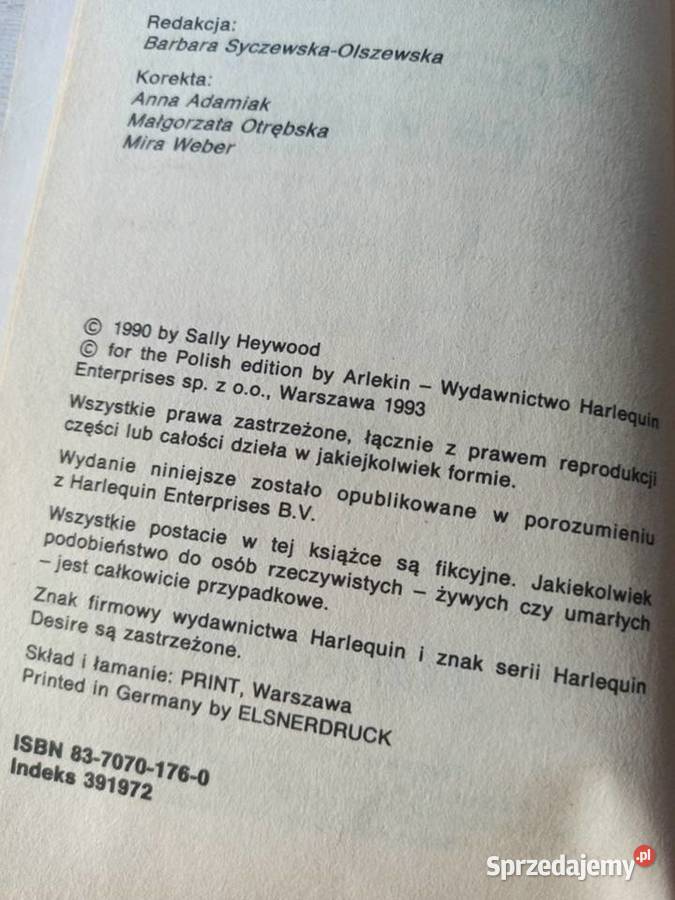 Redakcja:
Barbara Syczewska-Olszewska
Korekta:
Anna Adamiak
Małgorzata Otrębska
Mira Weber
© 1990 by Sally Heywood
© for the Polish edition by Arlekin – Wydawnictwo Harlequin
Enterprises sp. z o.o., Warszawa 1993
Wszystkie prawa zastrzeżone, łącznie z prawem reprodukcji
części lub całości dzieła w jakiejkolwiek formie.
Wydanie niniejsze zostało opublikowane w porozumieniu
z Harlequin Enterprises B.V.
Wszystkie postacie w tej książce są fikcyjne. Jakiekolwiek
podobieństwo do osób rzeczywistych – żywych czy umarłych
– jest całkowicie przypadkowe.
Znak firmowy wydawnictwa Harlequin i znak serii Harlequin
Desire są zastrzeżone.
Skład i łamanie: PRINT, Warszawa
Printed in Germany by ELSNERDRUCK
ISBN 83-7070-176-0
Indeks 391972
Sprzedajemy.pl